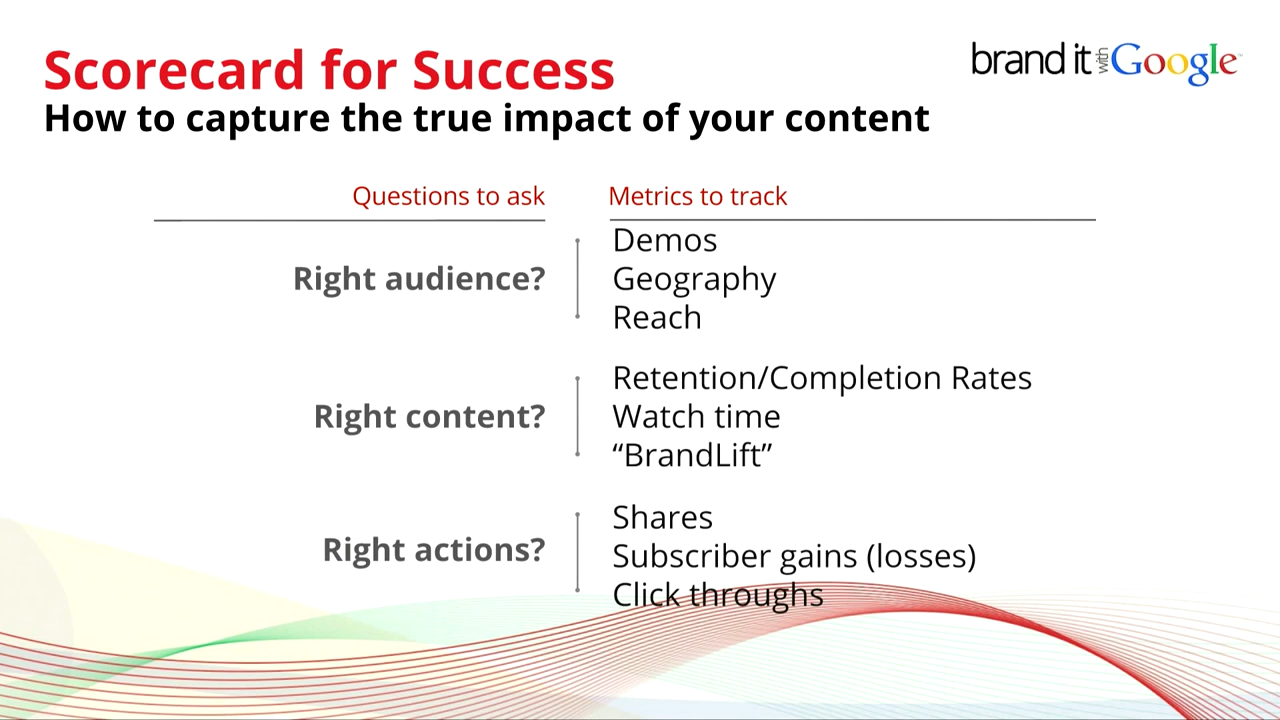 Scorecard for Success
How to capture the true impact of your content
brand it with Google™
Questions to ask
Metrics to track
Right audience?
Demos
Geography
Reach
Right content?
Retention/Completion Rates
Watch time
“BrandLift”
Right actions?
Shares
Subscriber gains (losses)
Click throughs